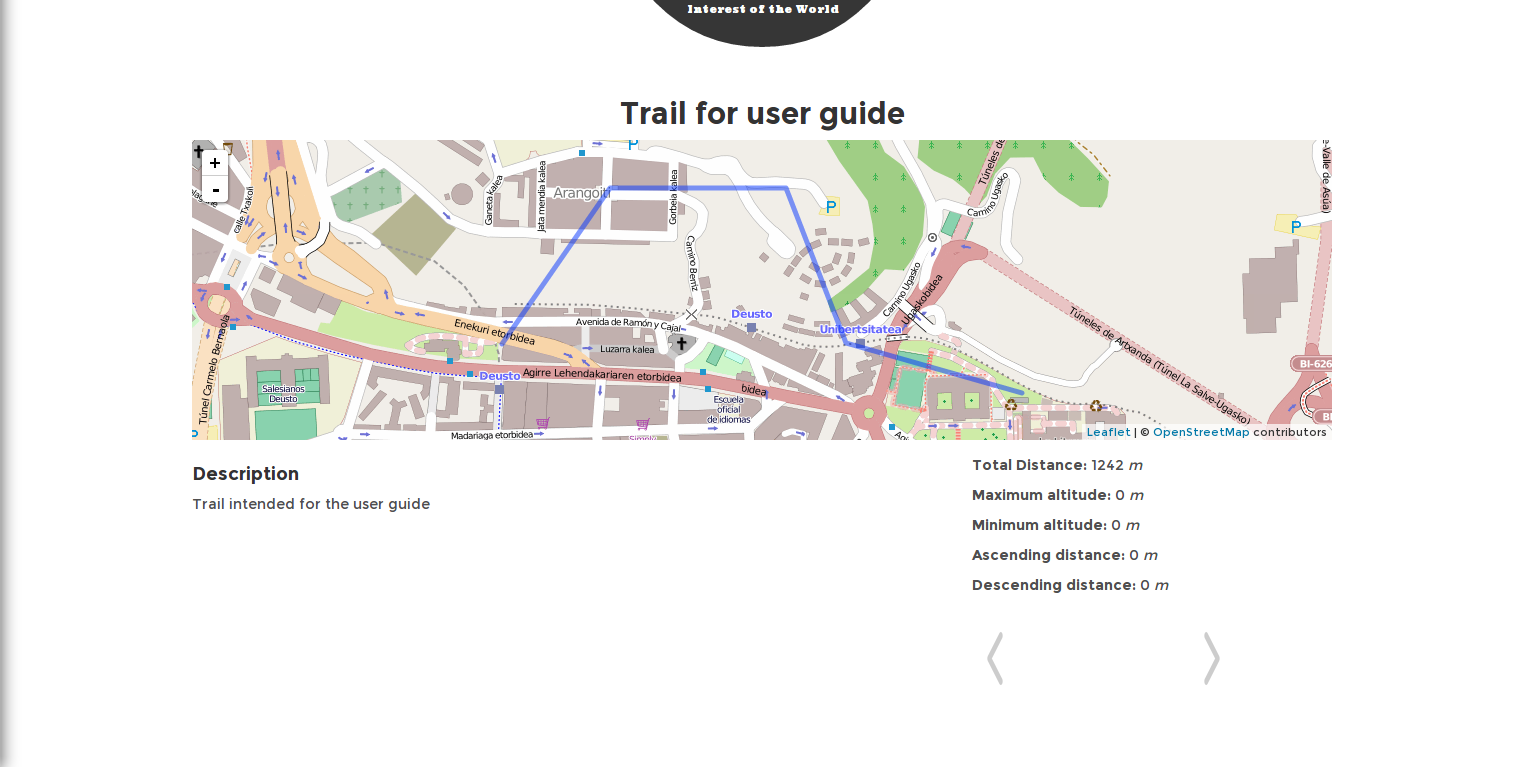 Interest of the World
Trail for user guide
+
-
calle Txakoli
Ganeta kalea
Jata mendia kalea
Arangoiti
Gorbeia kalea
P
Camino Berriz
P
Túneles de
Camino Ugasko
Camino Ugasko
Ugaskobidea
P
e-Valle de Asúa)
Túneles de Artxanda (Túnel La Salve-Ugasko)
BI-626
Deusto
Unibertsitatea
Enekuri etorbidea
Avenida de Ramón y Cajal
Luzarra kalea
Túnel Carmelo Bernaola
Salesianos
Deusto
Deusto
Agirre Lehendakariaren etorbidea
bidea
Escuela
oficial
de idiomas
Madariaga etorbidea
Simply
P
BI
Leaflet | © OpenStreetMap contributors
Description
Trail intended for the user guide
Total Distance: 1242 m
Maximum altitude: 0 m
Minimum altitude: 0 m
Ascending distance: 0 m
Descending distance: 0 m